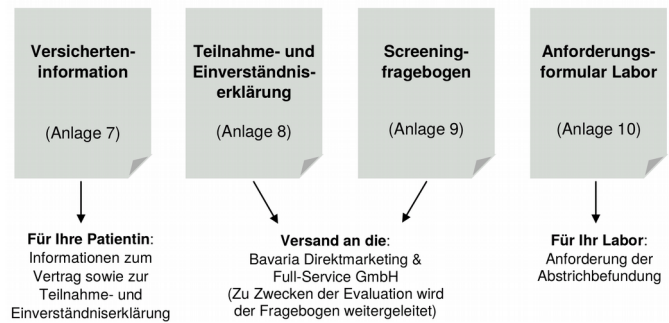 Versicherten-
information
(Anlage 7)
Teilnahme- und
Einverständnis-
erklärung
(Anlage 8)
Screening-
fragebogen
(Anlage 9)
Anforderungs-
formular Labor
(Anlage 10)
Für Ihre Patientin:
Informationen zum
Vertrag sowie zur
Teilnahme- und
Einverständniserklärung
Versand an die:
Bavaria Direktmarketing &
Full-Service GmbH
(Zu Zwecken der Evaluation wird
der Fragebogen weitergeleitet)
Für Ihr Labor:
Anforderung der
Abstrichbefundung